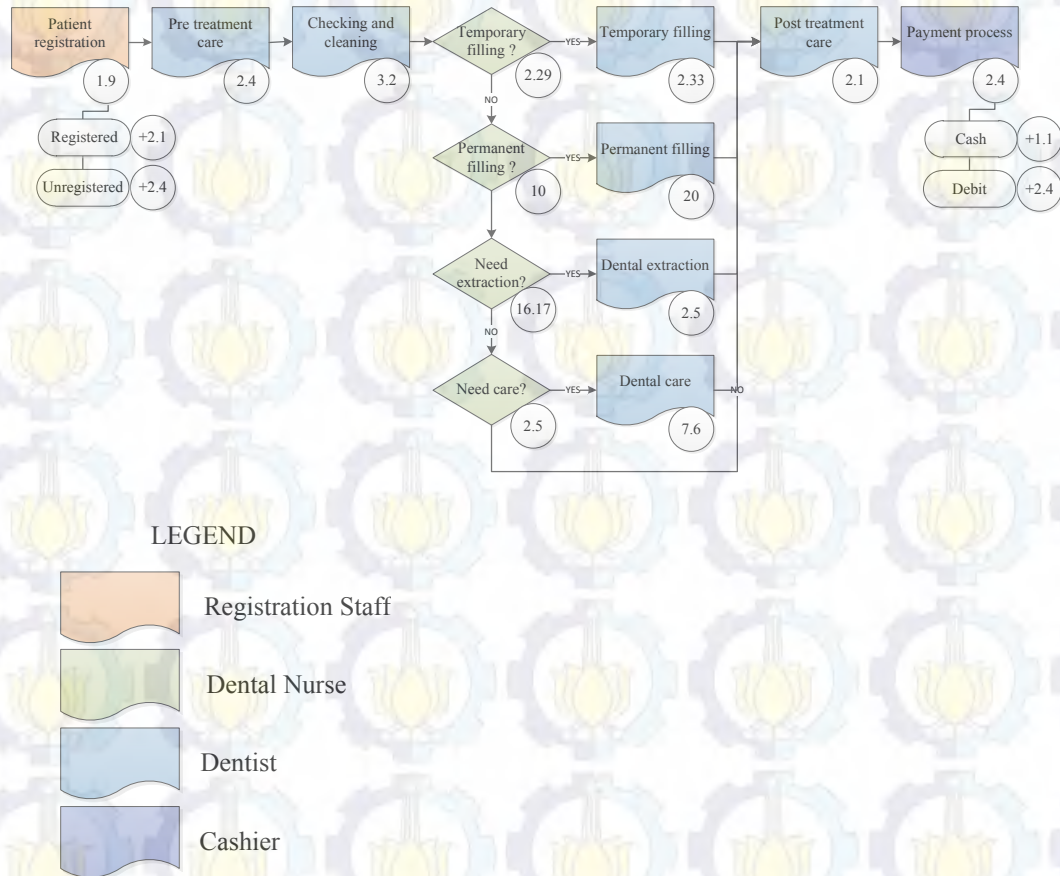 Patient
registration
1.9
Registered
+2.1
Unregistered
+2.4
Pre treatment
care
2.4
Checking and
cleaning
3.2
Temporary
filling ?
2.29
YES
Temporary filling
2.33
NO
Permanent
filling ?
10
YES
Permanent filling
20
Need
extraction?
16.17
YES
Dental extraction
2.5
NO
Need care?
2.5
YES
Dental care
7.6
NO
Post treatment
care
2.1
Payment process
2.4
Cash
+1.1
Debit
+2.4
LEGEND
Registration Staff
Dental Nurse
Dentist
Cashier